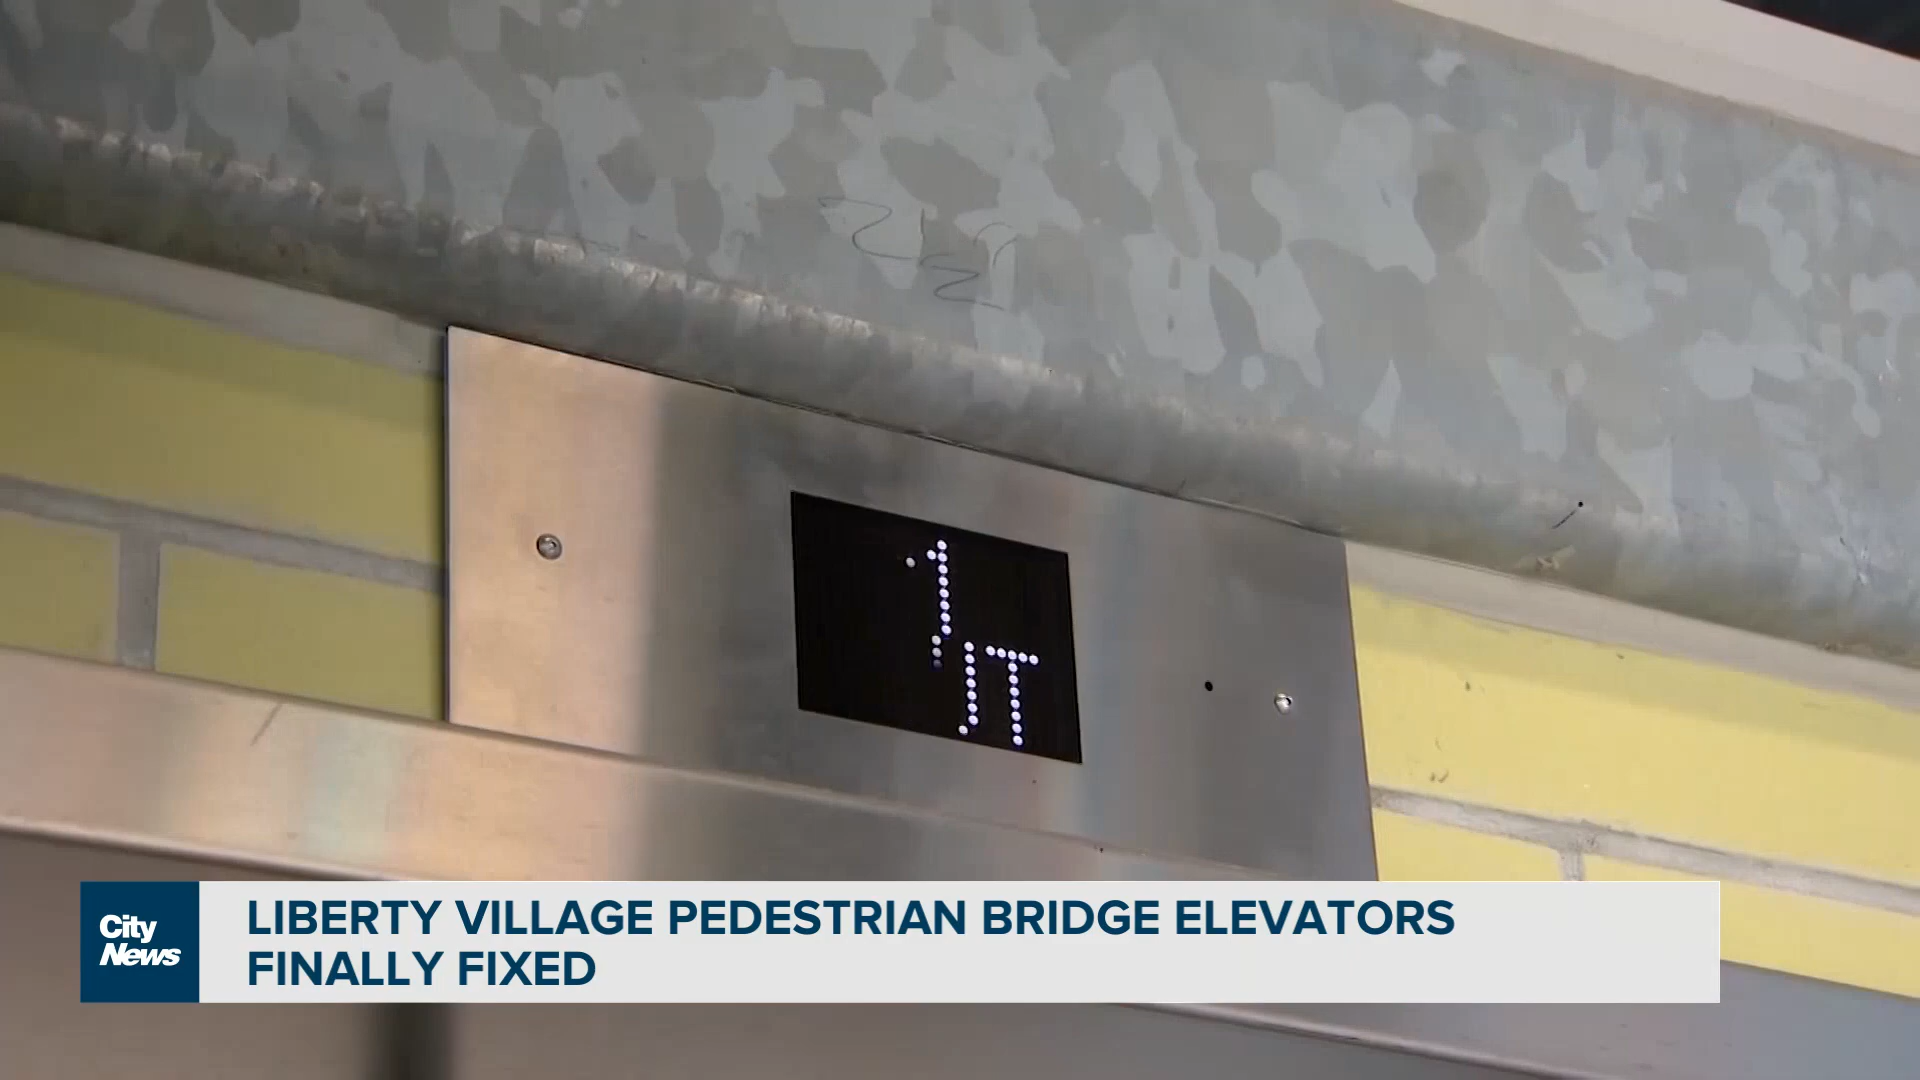 City
News
LIBERTY VILLAGE PEDESTRIAN BRIDGE ELEVATORS
FINALLY FIXED